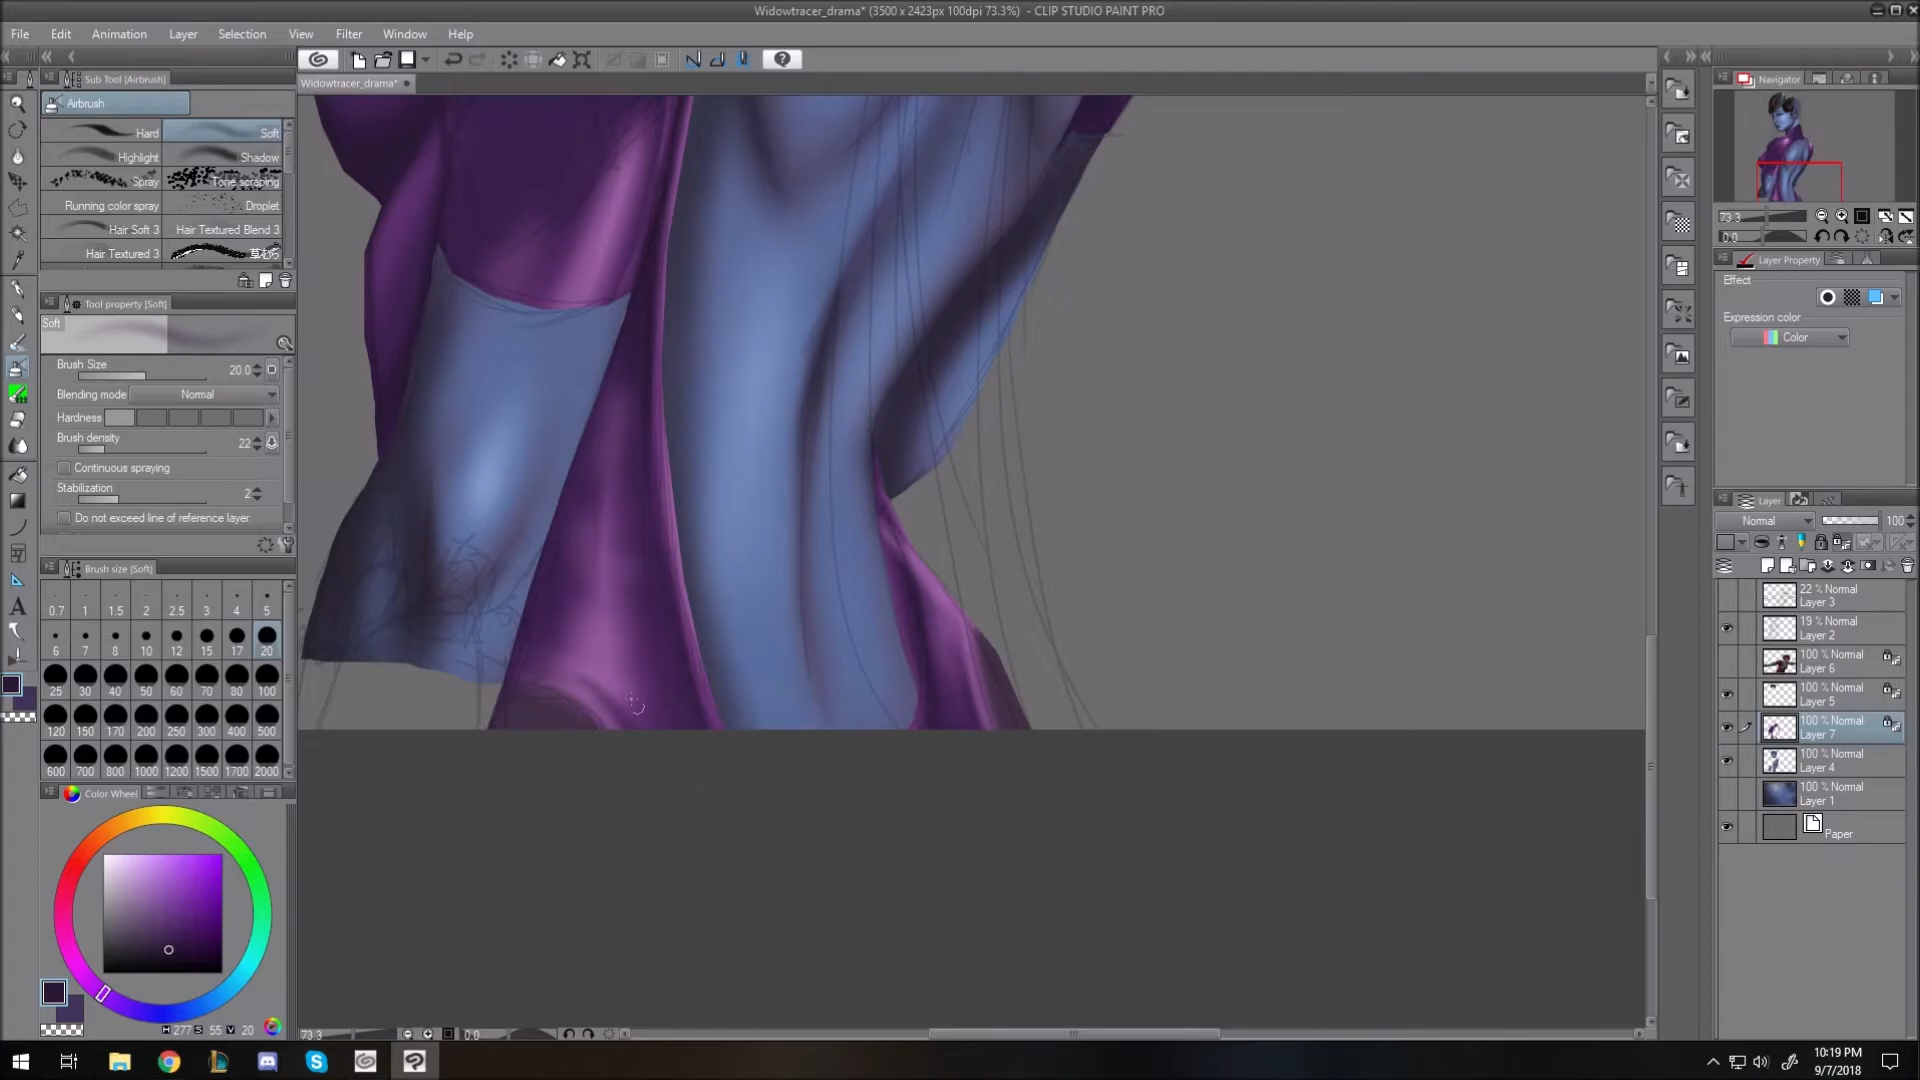 Widowtracer_drama* (3500 x 2423px 100dpi 73.3%) - CLIP STUDIO PAINT PRO
File Edit Animation Layer Selection View Filter Window Help
Sub Tool [Airbrush]
Airbrush
Hard Soft
Highlight Shadow
Spray Tone scraping
Running color spray Droplet
Hair Soft 3 Hair Textured Blend 3
Hair Textured 3 草むら
Tool property [Soft]
Soft
Brush Size 20.0
Blending mode Normal
Hardness
Brush density 22
Continuous spraying
Stabilization 2
Do not exceed line of reference layer
Brush size [Soft]
0.7 1 1.5 2 2.5 3 4 5
6 7 8 10 12 15 17 20
25 30 40 50 60 70 80 100
120 150 170 200 250 300 400 500
600 700 800 1000 1200 1500 1700 2000
Color Wheel
H 277 S 55 V 20
Widowtracer_drama*
73.3 0.0
Navigator
73.3
0.0
Layer Property
Effect
Expression color
Color
Layer
Normal 100
22 % Normal
Layer 3
19 % Normal
Layer 2
100 % Normal
Layer 6
100 % Normal
Layer 5
100 % Normal
Layer 7
100 % Normal
Layer 4
100 % Normal
Layer 1
Paper
10:19 PM
9/7/2018